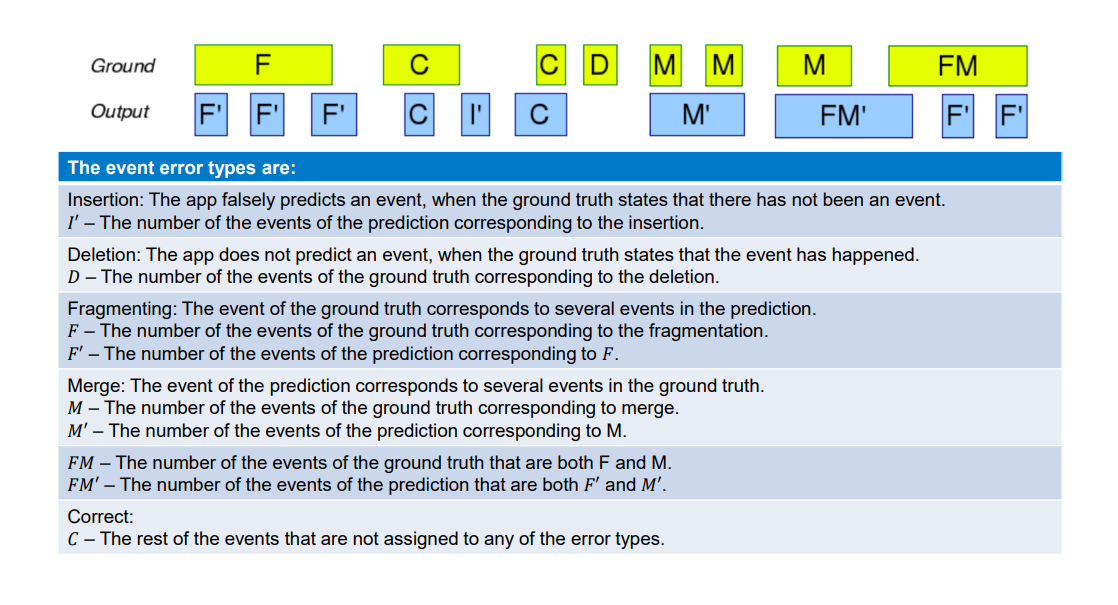 Ground F C C D M M M FM
Output F' F' F' C I' C M' FM' F' F'
The event error types are:
Insertion: The app falsely predicts an event, when the ground truth states that there has not been an event.
I′ – The number of the events of the prediction corresponding to the insertion.
Deletion: The app does not predict an event, when the ground truth states that the event has happened.
D – The number of the events of the ground truth corresponding to the deletion.
Fragmenting: The event of the ground truth corresponds to several events in the prediction.
F – The number of the events of the ground truth corresponding to the fragmentation.
F′ – The number of the events of the prediction corresponding to F.
Merge: The event of the prediction corresponds to several events in the ground truth.
M – The number of the events of the ground truth corresponding to merge.
M′ – The number of the events of the prediction corresponding to M.
FM – The number of the events of the ground truth that are both F and M.
FM′ – The number of the events of the prediction that are both F′ and M′.
Correct:
C – The rest of the events that are not assigned to any of the error types.